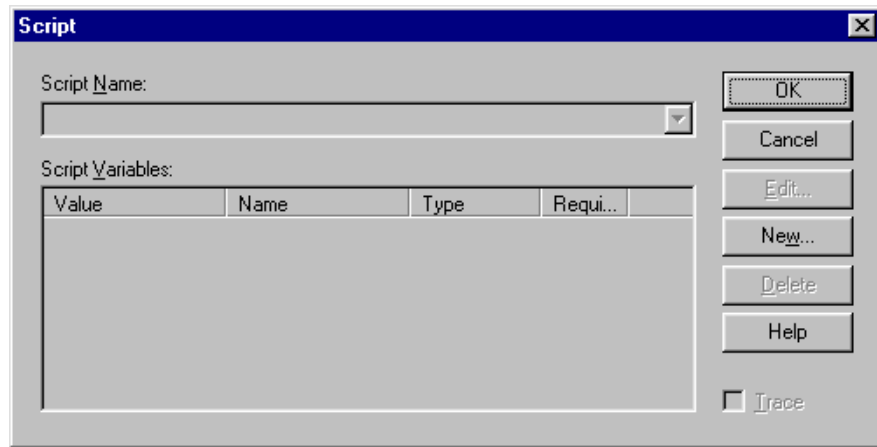 Script
Script Name:
OK
Cancel
Script Variables:
Value Name Type Requi...
Edit...
New...
Delete
Help
Trace